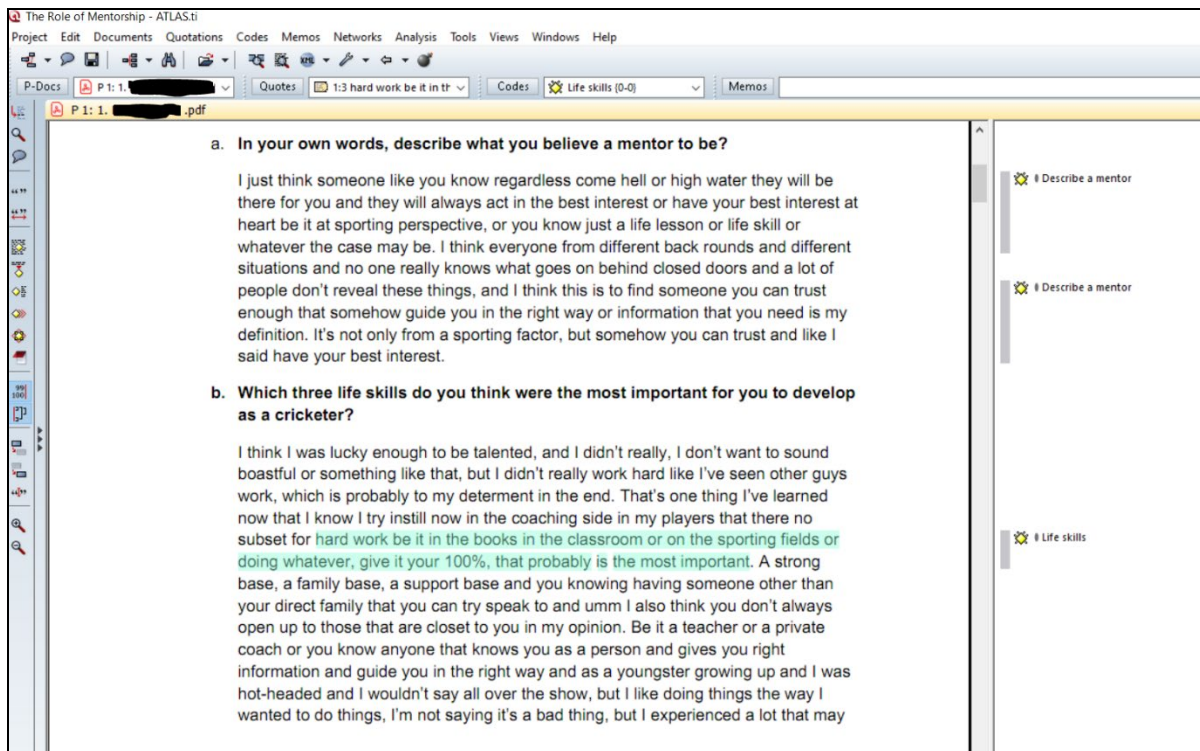 The Role of Mentorship - ATLAS.ti
Project Edit Documents Quotations Codes Memos Networks Analysis Tools Views Windows Help
P-Docs P 1: 1. Quotes 1:3 hard work be it in tr Codes Life skills {0-0} Memos
P 1: 1. .pdf
a. In your own words, describe what you believe a mentor to be?
I just think someone like you know regardless come hell or high water they will be
there for you and they will always act in the best interest or have your best interest at
heart be it at sporting perspective, or you know just a life lesson or life skill or
whatever the case may be. I think everyone from different back rounds and different
situations and no one really knows what goes on behind closed doors and a lot of
people don't reveal these things, and I think this is to find someone you can trust
enough that somehow guide you in the right way or information that you need is my
definition. It's not only from a sporting factor, but somehow you can trust and like I
said have your best interest.
b. Which three life skills do you think were the most important for you to develop
as a cricketer?
I think I was lucky enough to be talented, and I didn't really, I don't want to sound
boastful or something like that, but I didn't really work hard like I've seen other guys
work, which is probably to my determent in the end. That's one thing I've learned
now that I know I try instill now in the coaching side in my players that there no
subset for hard work be it in the books in the classroom or on the sporting fields or
doing whatever, give it your 100%, that probably is the most important. A strong
base, a family base, a support base and you knowing having someone other than
your direct family that you can try speak to and umm I also think you don't always
open up to those that are closet to you in my opinion. Be it a teacher or a private
coach or you know anyone that knows you as a person and gives you right
information and guide you in the right way and as a youngster growing up and I was
hot-headed and I wouldn't say all over the show, but I like doing things the way I
wanted to do things, I'm not saying it's a bad thing, but I experienced a lot that may
Describe a mentor
Describe a mentor
Life skills